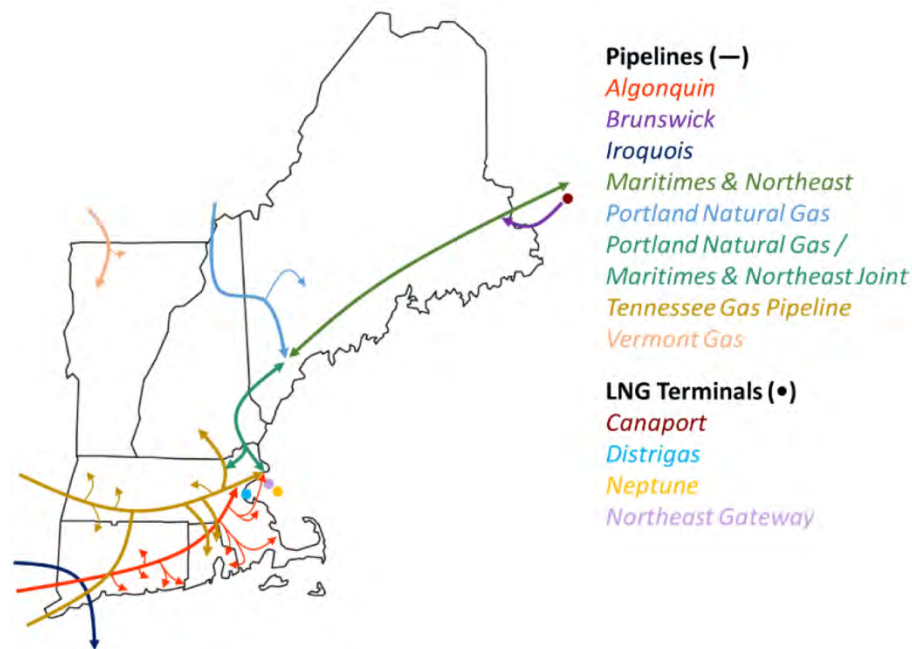 Pipelines (—)
Algonquin
Brunswick
Iroquois
Maritimes & Northeast
Portland Natural Gas
Portland Natural Gas /
Maritimes & Northeast Joint
Tennessee Gas Pipeline
Vermont Gas
LNG Terminals (•)
Canaport
Distrigas
Neptune
Northeast Gateway